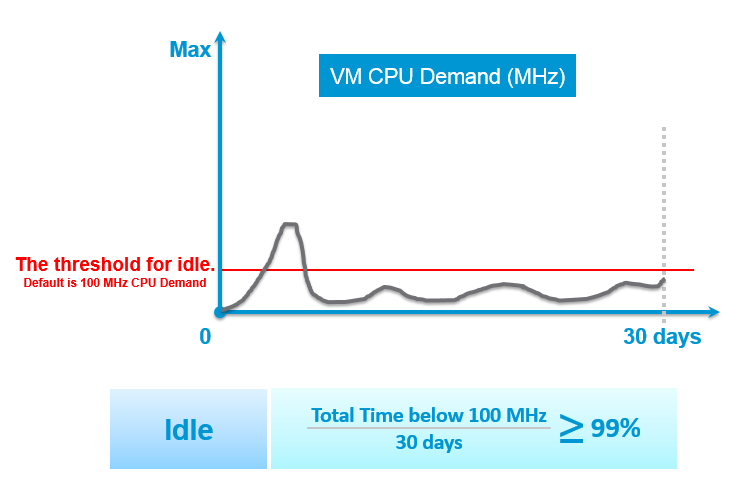 Max
VM CPU Demand (MHz)
The threshold for idle.
Default is 100 MHz CPU Demand
0
30 days
Idle
Total Time below 100 MHz
30 days
≥ 99%